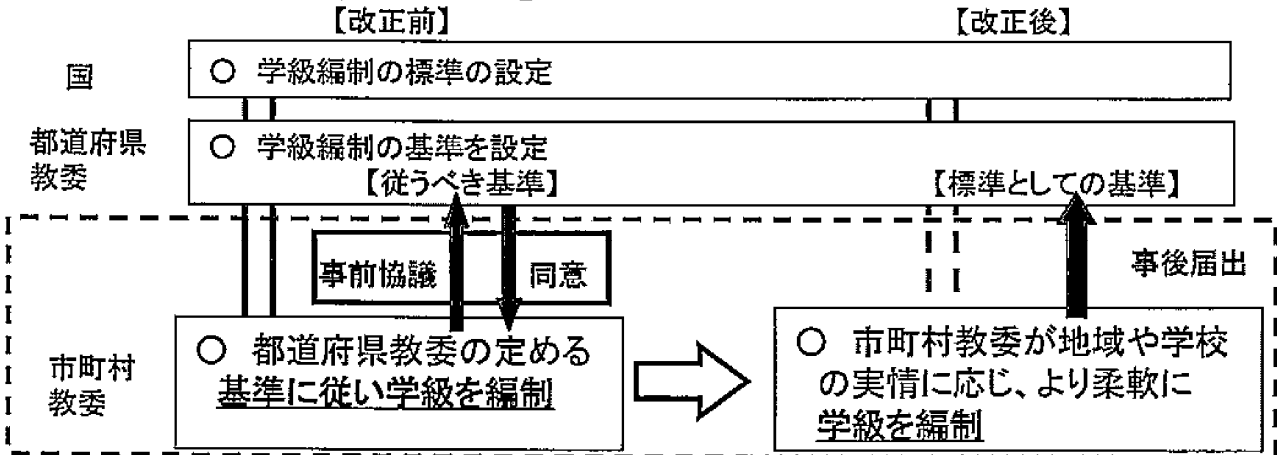 【改正前】
【改正後】
国
○ 学級編制の標準の設定
都道府県
教委
○ 学級編制の基準を設定
【従うべき基準】
【標準としての基準】
事前協議
同意
事後届出
市町村
教委
○ 都道府県教委の定める
基準に従い学級を編制
○ 市町村教委が地域や学校
の実情に応じ、より柔軟に
学級を編制